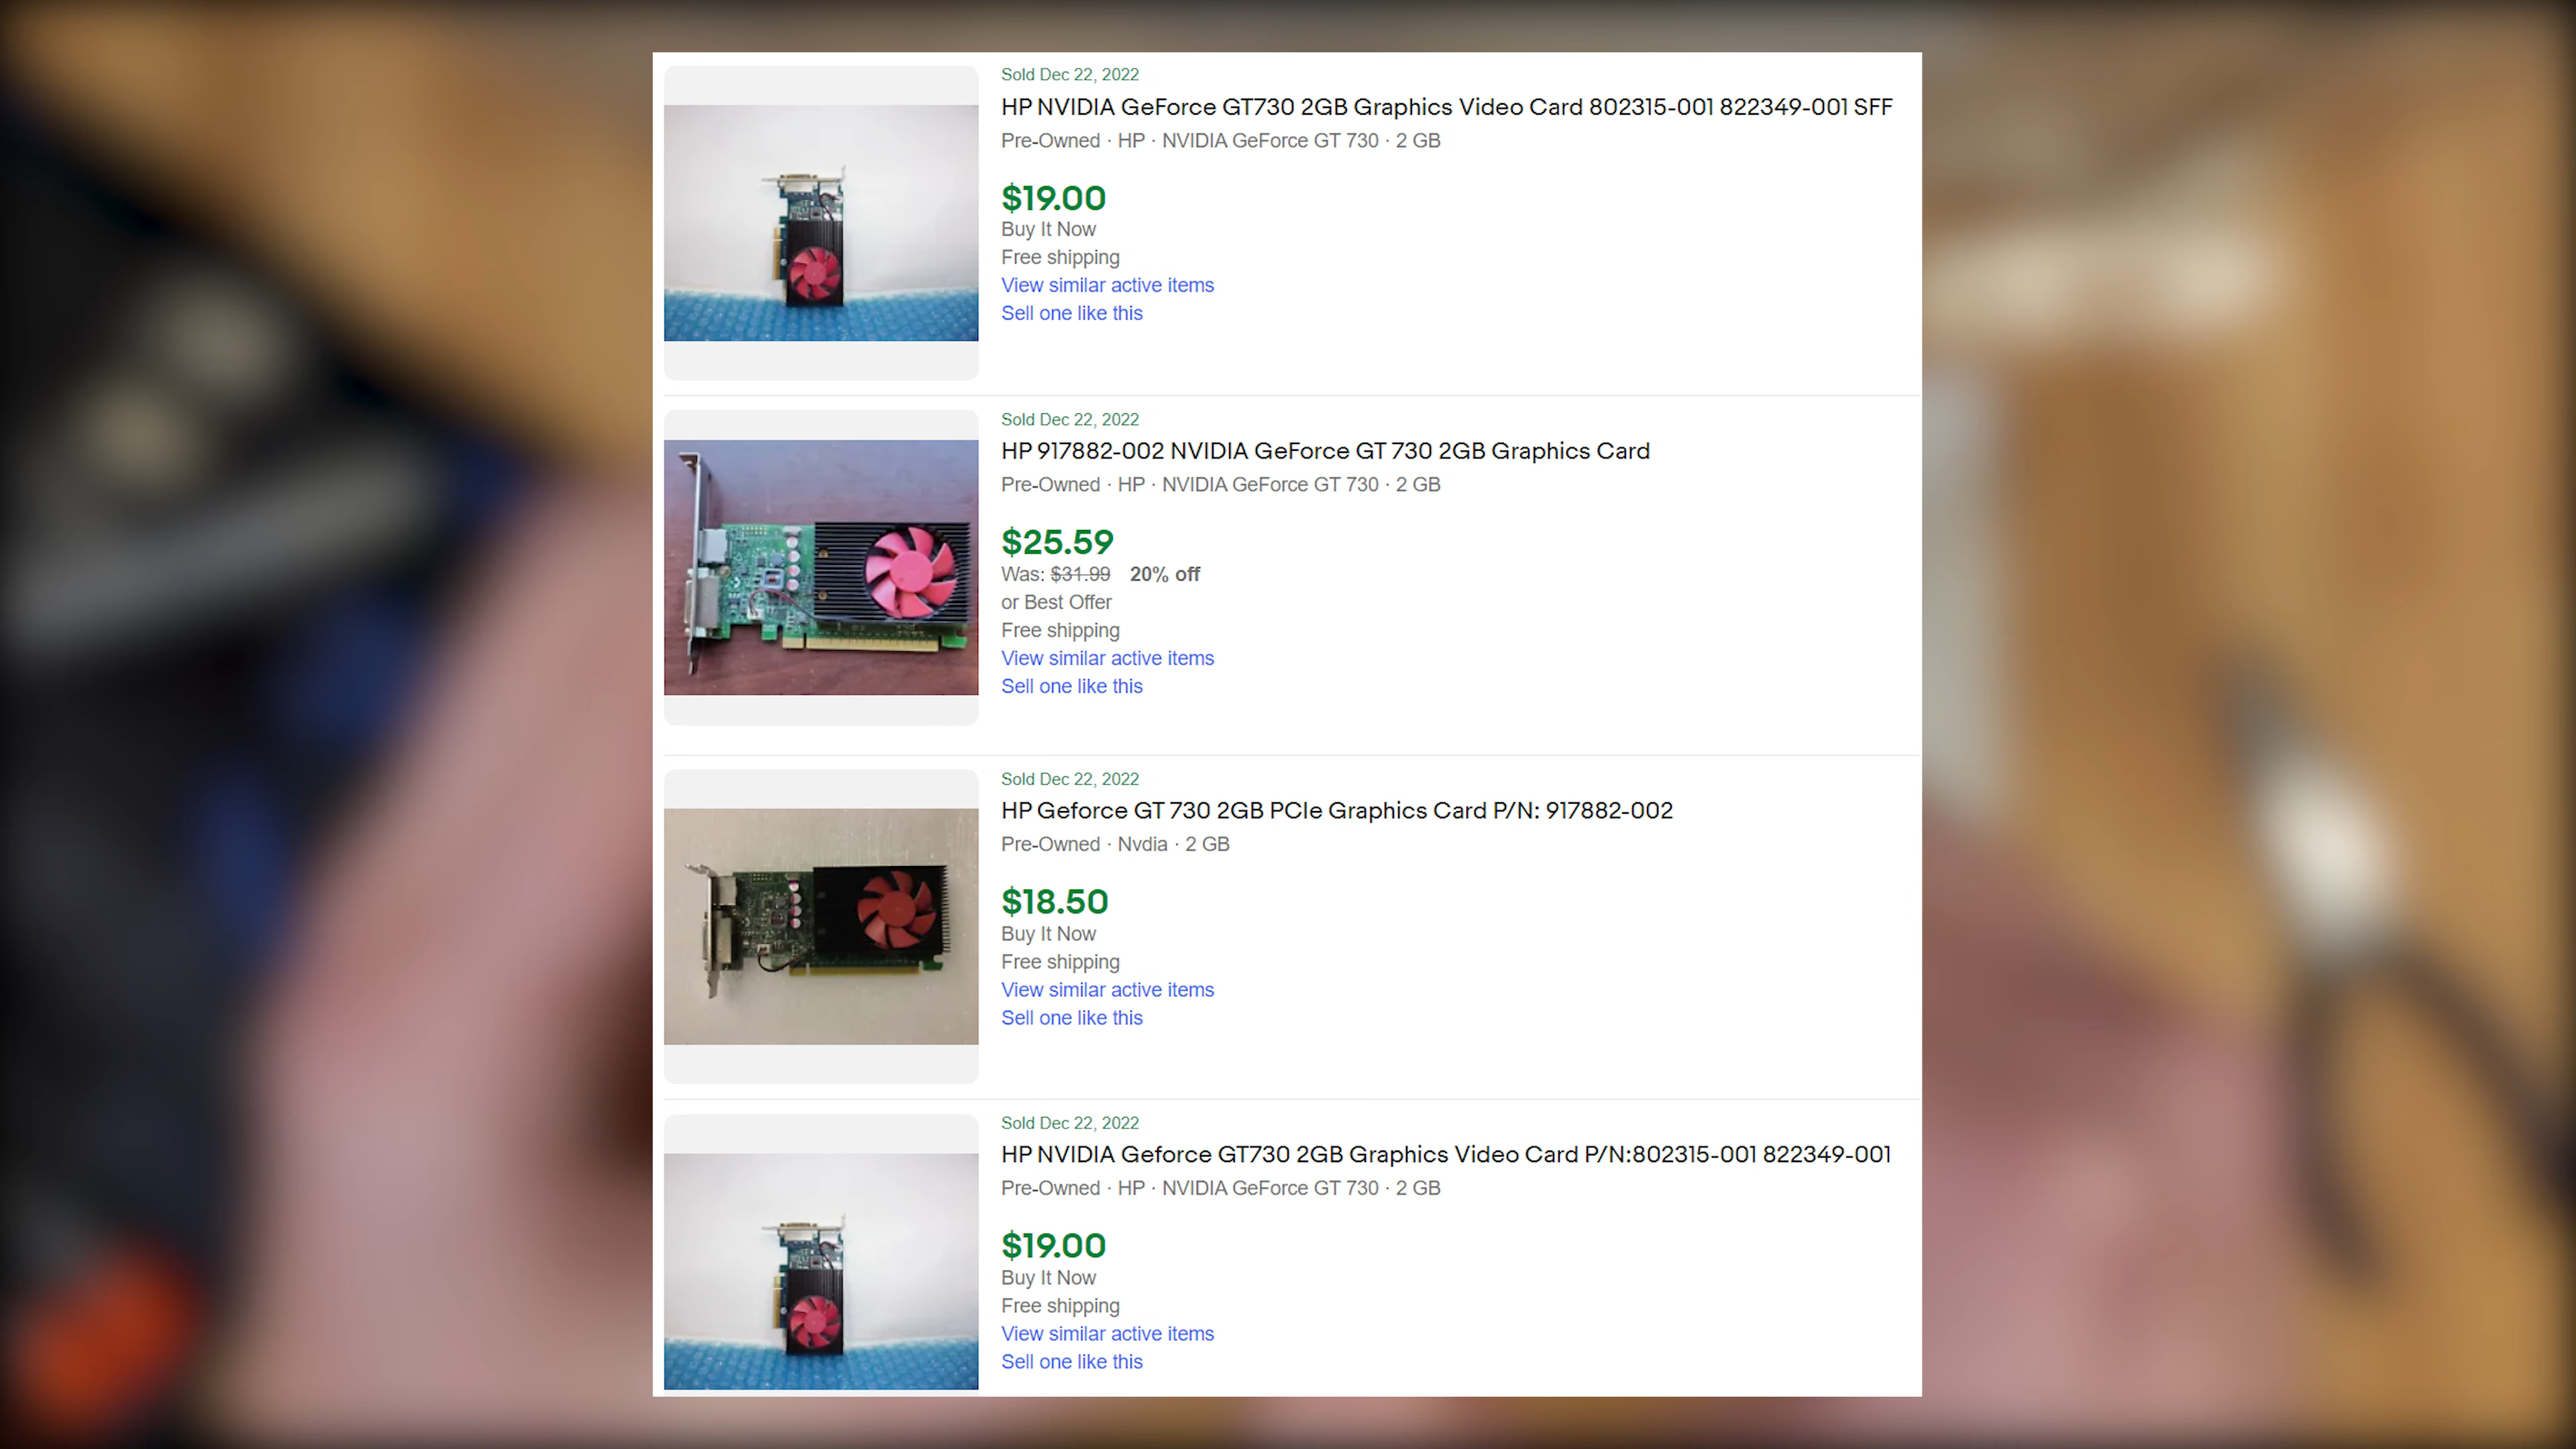 Sold Dec 22, 2022
HP NVIDIA GeForce GT730 2GB Graphics Video Card 802315-001 822349-001 SFF
Pre-Owned · HP · NVIDIA GeForce GT 730 · 2 GB
$19.00
Buy It Now
Free shipping
View similar active items
Sell one like this
Sold Dec 22, 2022
HP 917882-002 NVIDIA GeForce GT 730 2GB Graphics Card
Pre-Owned · HP · NVIDIA GeForce GT 730 · 2 GB
$25.59
Was: $31.99 20% off
or Best Offer
Free shipping
View similar active items
Sell one like this
Sold Dec 22, 2022
HP Geforce GT 730 2GB PCIe Graphics Card P/N: 917882-002
Pre-Owned · Nvdia · 2 GB
$18.50
Buy It Now
Free shipping
View similar active items
Sell one like this
Sold Dec 22, 2022
HP NVIDIA Geforce GT730 2GB Graphics Video Card P/N:802315-001 822349-001
Pre-Owned · HP · NVIDIA GeForce GT 730 · 2 GB
$19.00
Buy It Now
Free shipping
View similar active items
Sell one like this